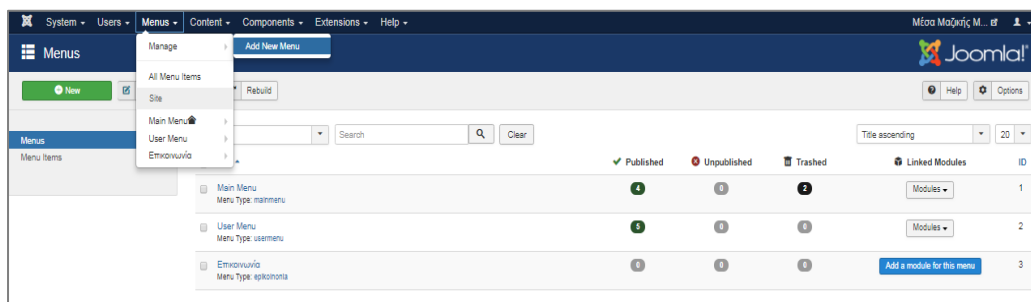 System Users Menus Content Components Extensions Help Μέσα Μαζικής Μ...
Menus Manage Add New Menu Joomla!
All Menu Items
New Rebuild Help Options
Site
Main Menu
Menus User Menu Search Clear Title ascending 20
Menu Items Επικοινωνία
Published Unpublished Trashed Linked Modules ID
Main Menu 4 0 2 Modules 1
Menu Type: mainmenu
User Menu 5 0 0 Modules 2
Menu Type: usermenu
Επικοινωνία 0 0 0 Add a module for this menu 3
Menu Type: epikoinonia